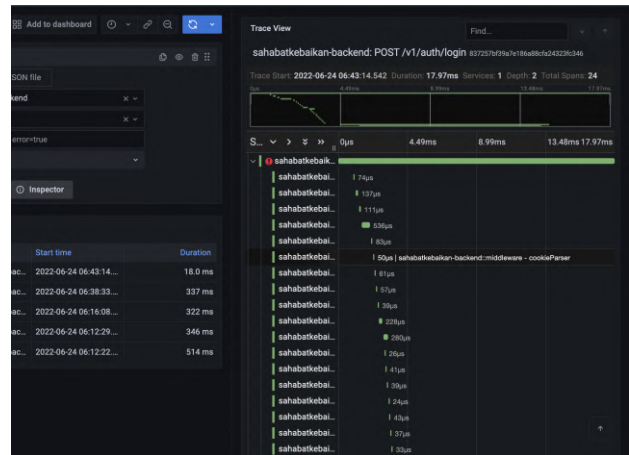 Add to dashboard
JSON file
kend
error=true
Inspector
Start time Duration
pac... 2022-06-24 06:43:14.... 18.0 ms
pac... 2022-06-24 06:38:33.... 337 ms
pac... 2022-06-24 06:16:08.... 322 ms
pac... 2022-06-24 06:12:29.... 346 ms
pac... 2022-06-24 06:12:22.... 514 ms
Trace View
Find...
sahabatkebaikan-backend: POST /v1/auth/login
Trace Start: 2022-06-24 06:43:14.542 Duration: 17.97ms Services: 1 Depth: 2 Total Spans: 24
0μs 4.49ms 8.99ms 13.48ms 17.97ms
S... 0μs 4.49ms 8.99ms 13.48ms 17.97ms
sahabatkebaik...
sahabatkebai... 74μs
sahabatkebai... 137μs
sahabatkebai... 111μs
sahabatkebai... 536μs
sahabatkebai... 83μs
sahabatkebai... 50μs | sahabatkebaikan-backend::middleware - cookieParser
sahabatkebai... 81μs
sahabatkebai... 57μs
sahabatkebai... 39μs
sahabatkebai... 228μs
sahabatkebai... 280μs
sahabatkebai... 26μs
sahabatkebai... 41μs
sahabatkebai... 39μs
sahabatkebai... 24μs
sahabatkebai... 43μs
sahabatkebai... 37μs
sahabatkebai... 33μs